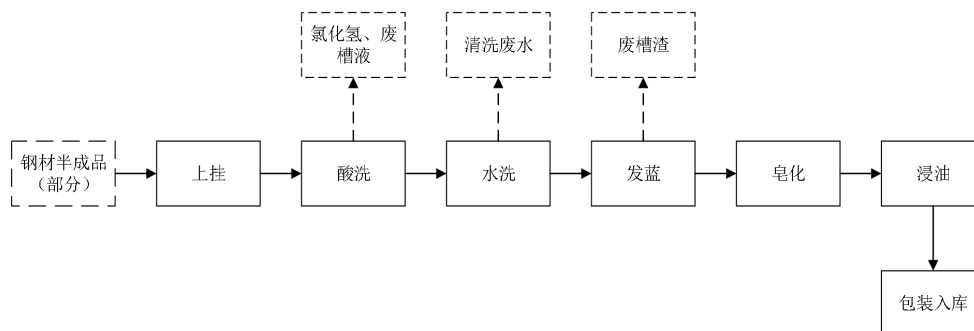 氯化氢、废
槽液
清洗废水
废槽渣
钢材半成品
（部分）
上挂
酸洗
水洗
发蓝
皂化
浸油
包装入库